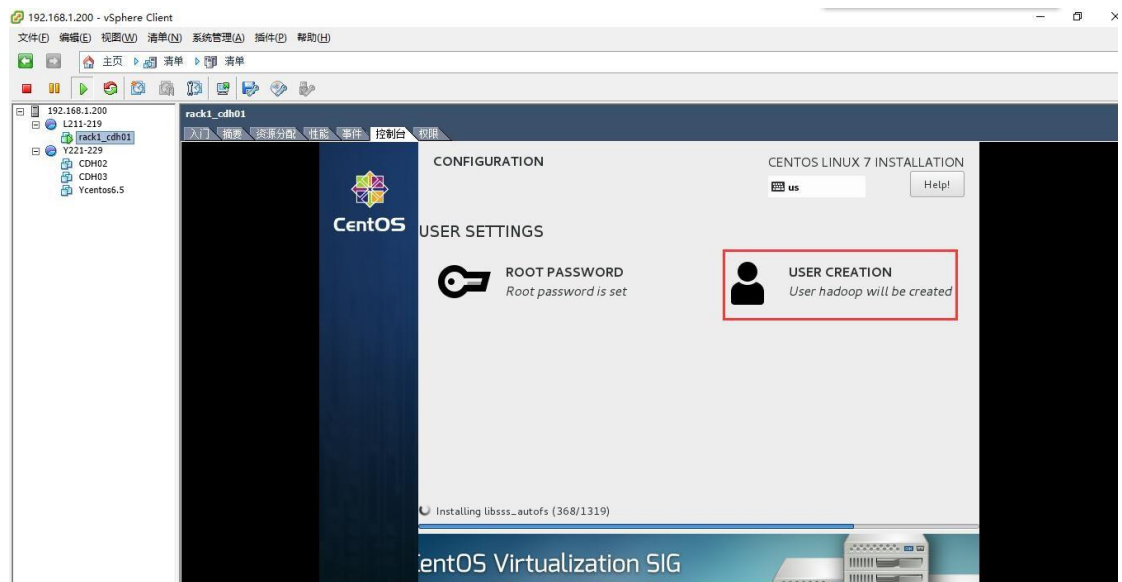 192.168.1.200 - vSphere Client
文件(F) 编辑(E) 视图(W) 清单(N) 系统管理(A) 插件(P) 帮助(H)
主页 清单 清单
192.168.1.200
L211-219
rack1_cdh01
Y221-229
CDH02
CDH03
Ycentos6.5
rack1_cdh01
入门 摘要 资源分配 性能 事件 控制台 权限
CentOS
CONFIGURATION
CENTOS LINUX 7 INSTALLATION
us
Help!
USER SETTINGS
ROOT PASSWORD
Root password is set
USER CREATION
User hadoop will be created
Installing libsss_autofs (368/1319)
entOS Virtualization SIG